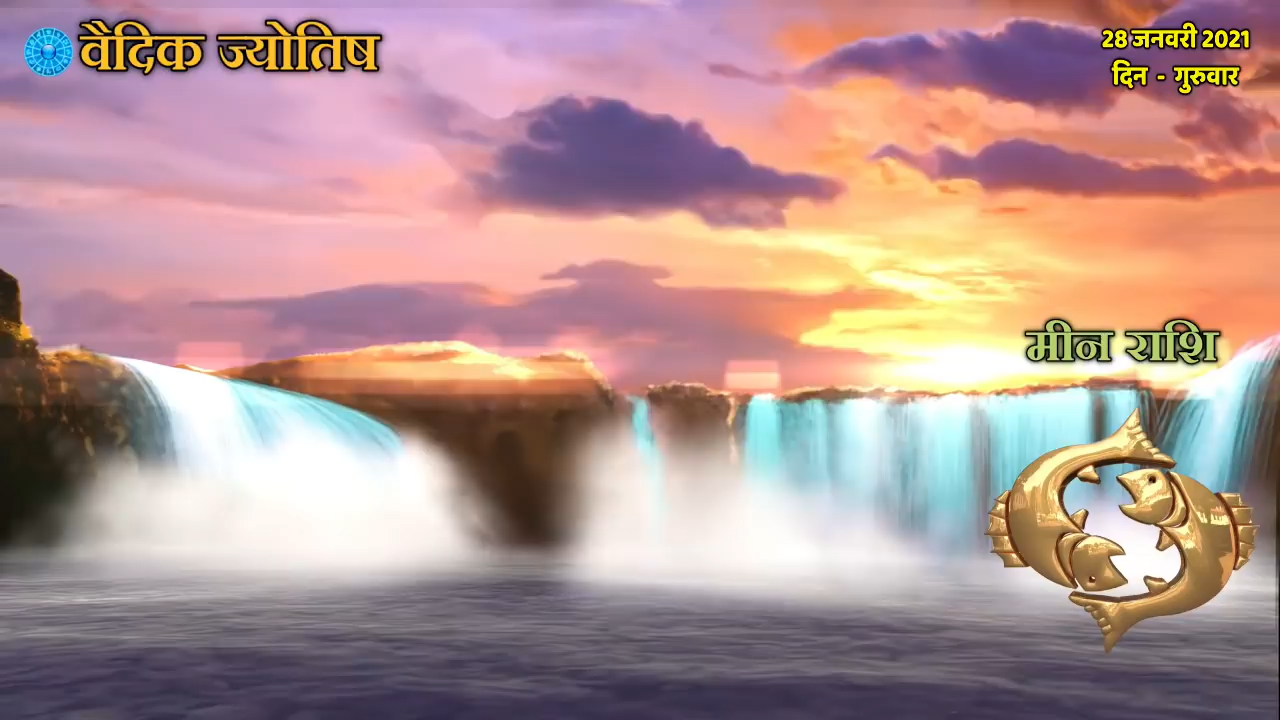 वैदिक ज्योतिष
28 जनवरी 2021
दिन - गुरुवार
मीन राशि